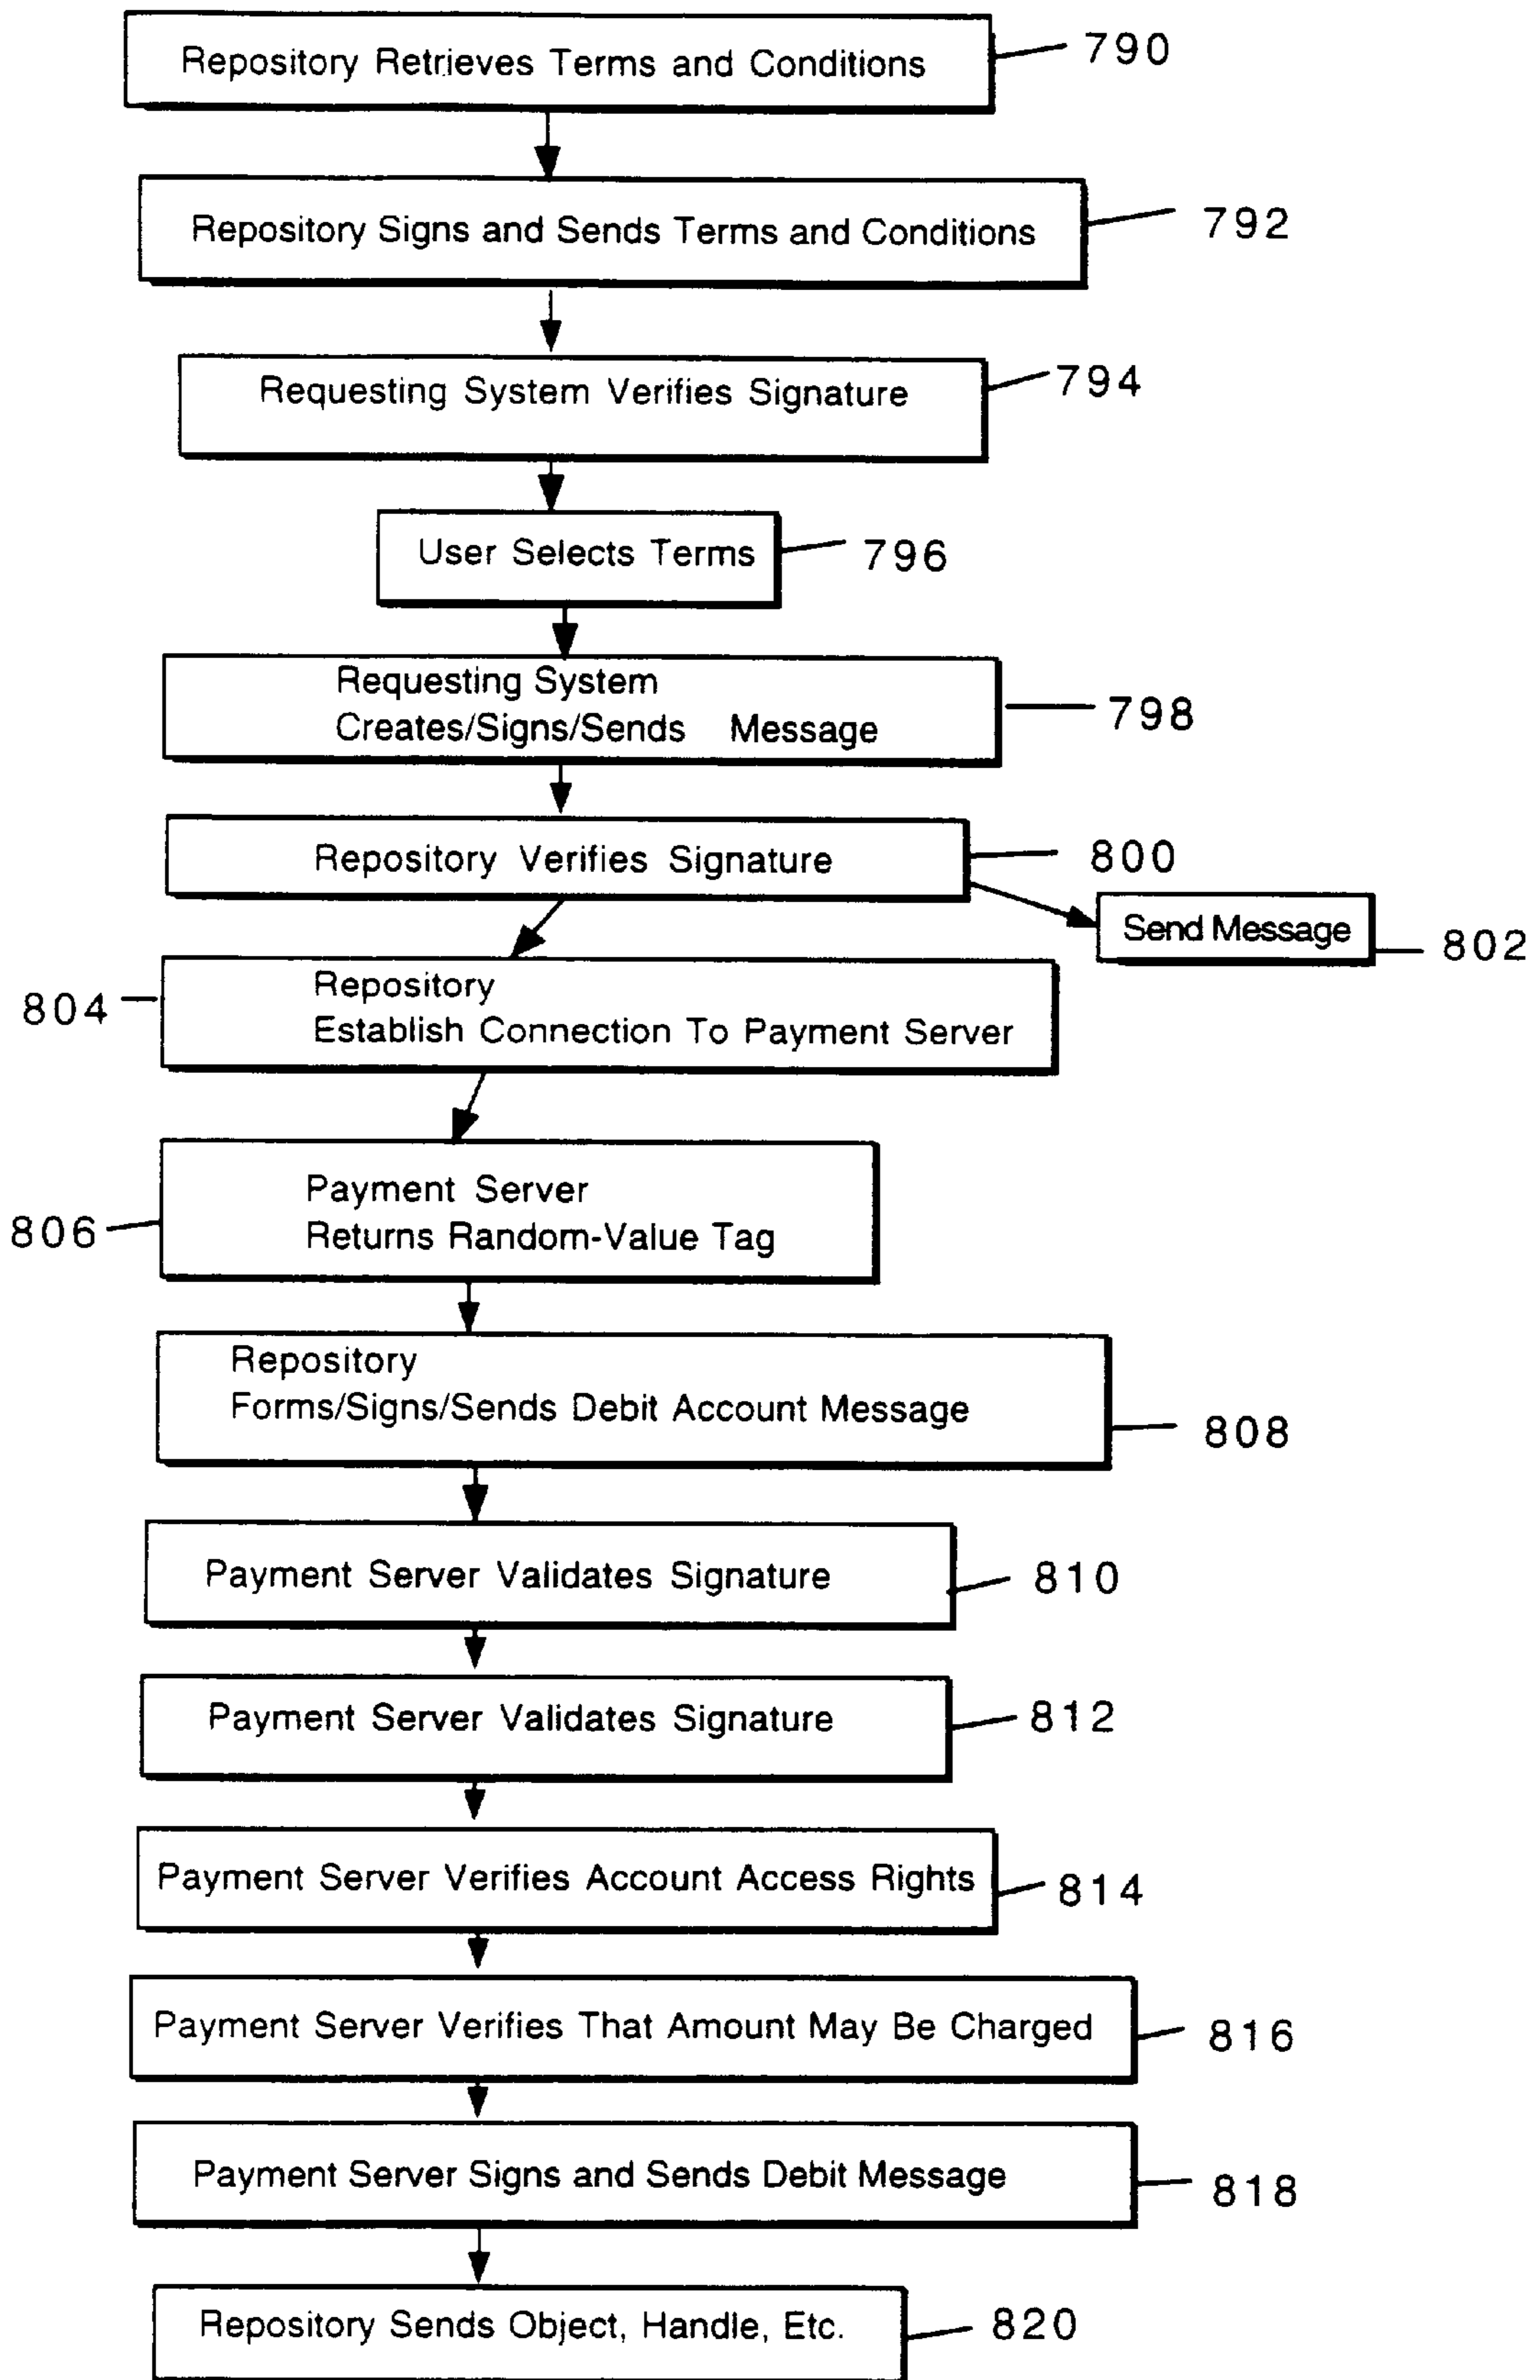 Repository Retrieves Terms and Conditions
790
Repository Signs and Sends Terms and Conditions
792
Requesting System Verifies Signature
794
User Selects Terms
796
Requesting System
Creates/Signs/Sends Message
798
Repository Verifies Signature
800
Send Message
802
804
Repository
Establish Connection To Payment Server
806
Payment Server
Returns Random-Value Tag
Repository
Forms/Signs/Sends Debit Account Message
808
Payment Server Validates Signature
810
Payment Server Validates Signature
812
Payment Server Verifies Account Access Rights
814
Payment Server Verifies That Amount May Be Charged
816
Payment Server Signs and Sends Debit Message
818
Repository Sends Object, Handle, Etc.
820